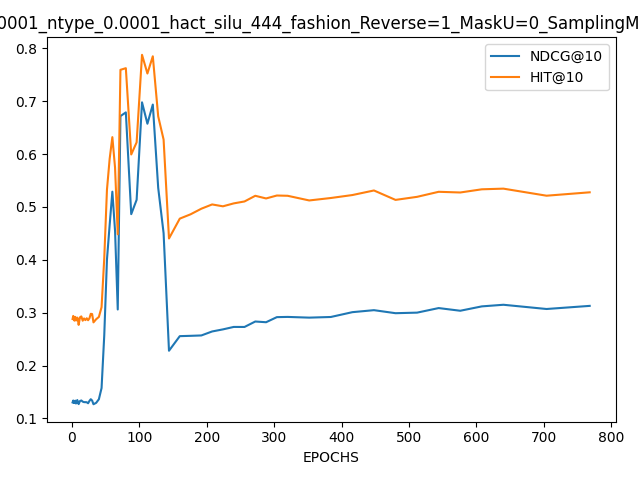 0001_ntype_0.0001_hact_silu_444_fashion_Reverse=1_MaskU=0_SamplingM
NDCG@10
HIT@10
0.8
0.7
0.6
0.5
0.4
0.3
0.2
0.1
0 100 200 300 400 500 600 700 800
EPOCHS